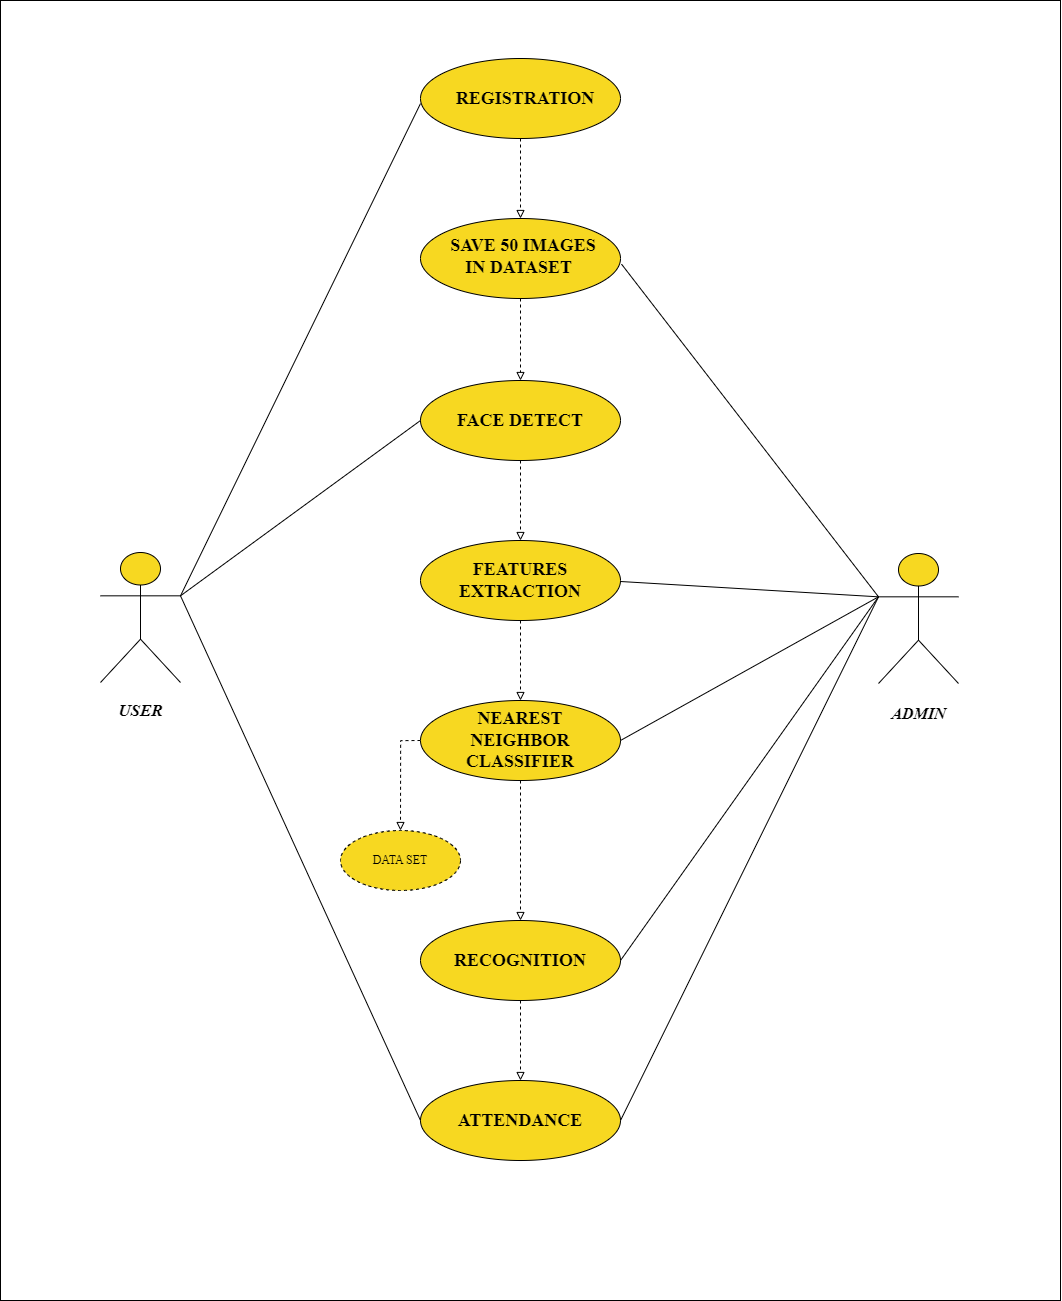 REGISTRATION
SAVE 50 IMAGES
IN DATASET
FACE DETECT
FEATURES
EXTRACTION
USER
ADMIN
NEAREST
NEIGHBOR
CLASSIFIER
DATA SET
RECOGNITION
ATTENDANCE